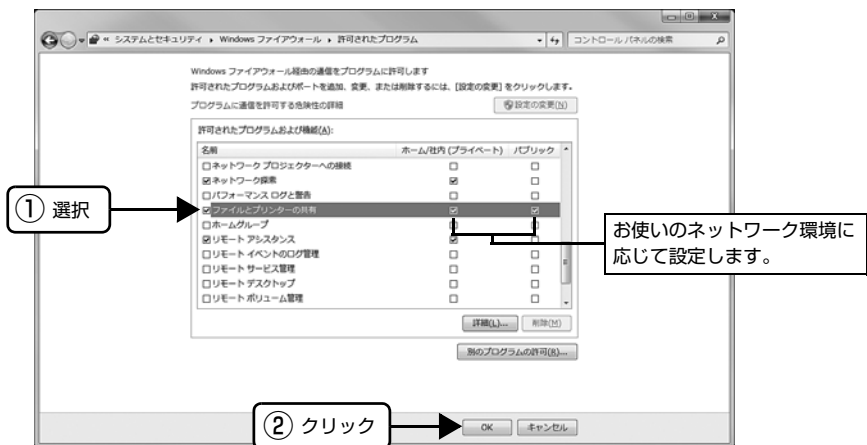 « システムとセキュリティ ▸ Windows ファイアウォール ▸ 許可されたプログラム
コントロール パネルの検索
Windows ファイアウォール経由の通信をプログラムに許可します
許可されたプログラムおよびポートを追加、変更、または削除するには、[設定の変更] をクリックします。
プログラムに通信を許可する危険性の詳細
設定の変更(N)
許可されたプログラムおよび機能(A):
名前 ホーム/社内 (プライベート) パブリック
ネットワーク プロジェクターへの接続
ネットワーク探索
パフォーマンス ログと警告
① 選択
ファイルとプリンターの共有
ホームグループ
リモート アシスタンス
リモート イベントのログ管理
リモート サービス管理
リモート デスクトップ
リモート ボリューム管理
お使いのネットワーク環境に
応じて設定します。
詳細(L)... 削除(M)
別のプログラムの許可(R)...
② クリック
OK キャンセル